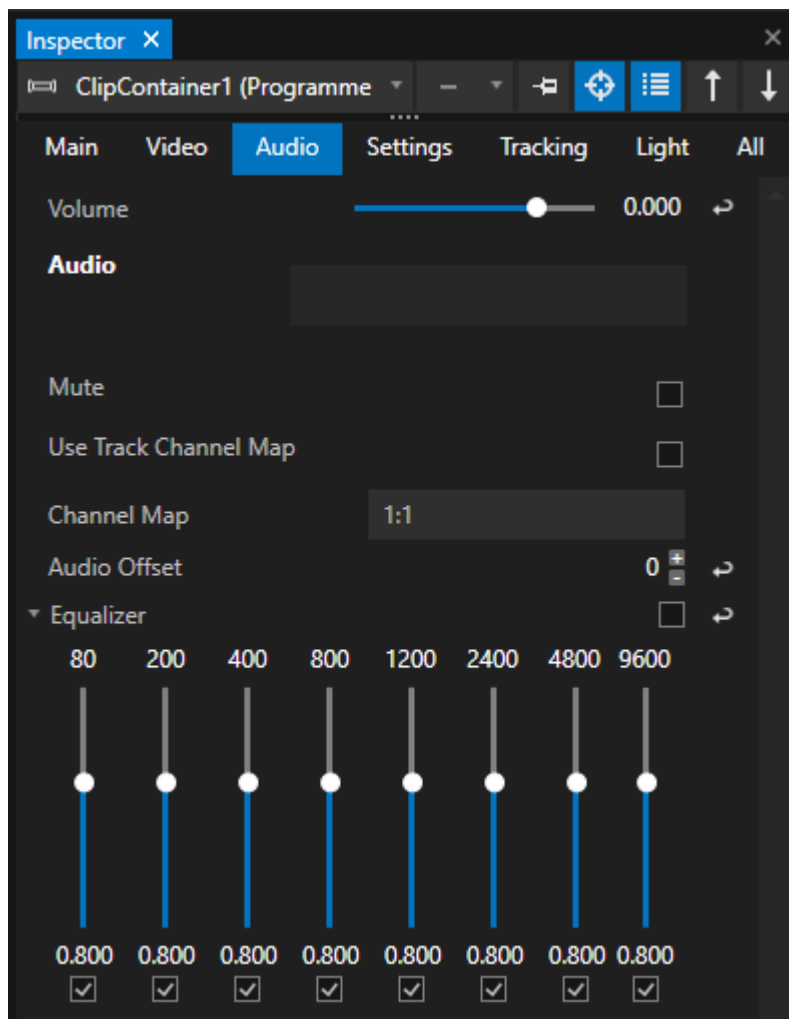 Inspector
ClipContainer1 (Programme
Main Video Audio Settings Tracking Light All
Volume 0.000
Audio
Mute
Use Track Channel Map
Channel Map 1:1
Audio Offset 0
Equalizer
80 200 400 800 1200 2400 4800 9600
0.800 0.800 0.800 0.800 0.800 0.800 0.800 0.800